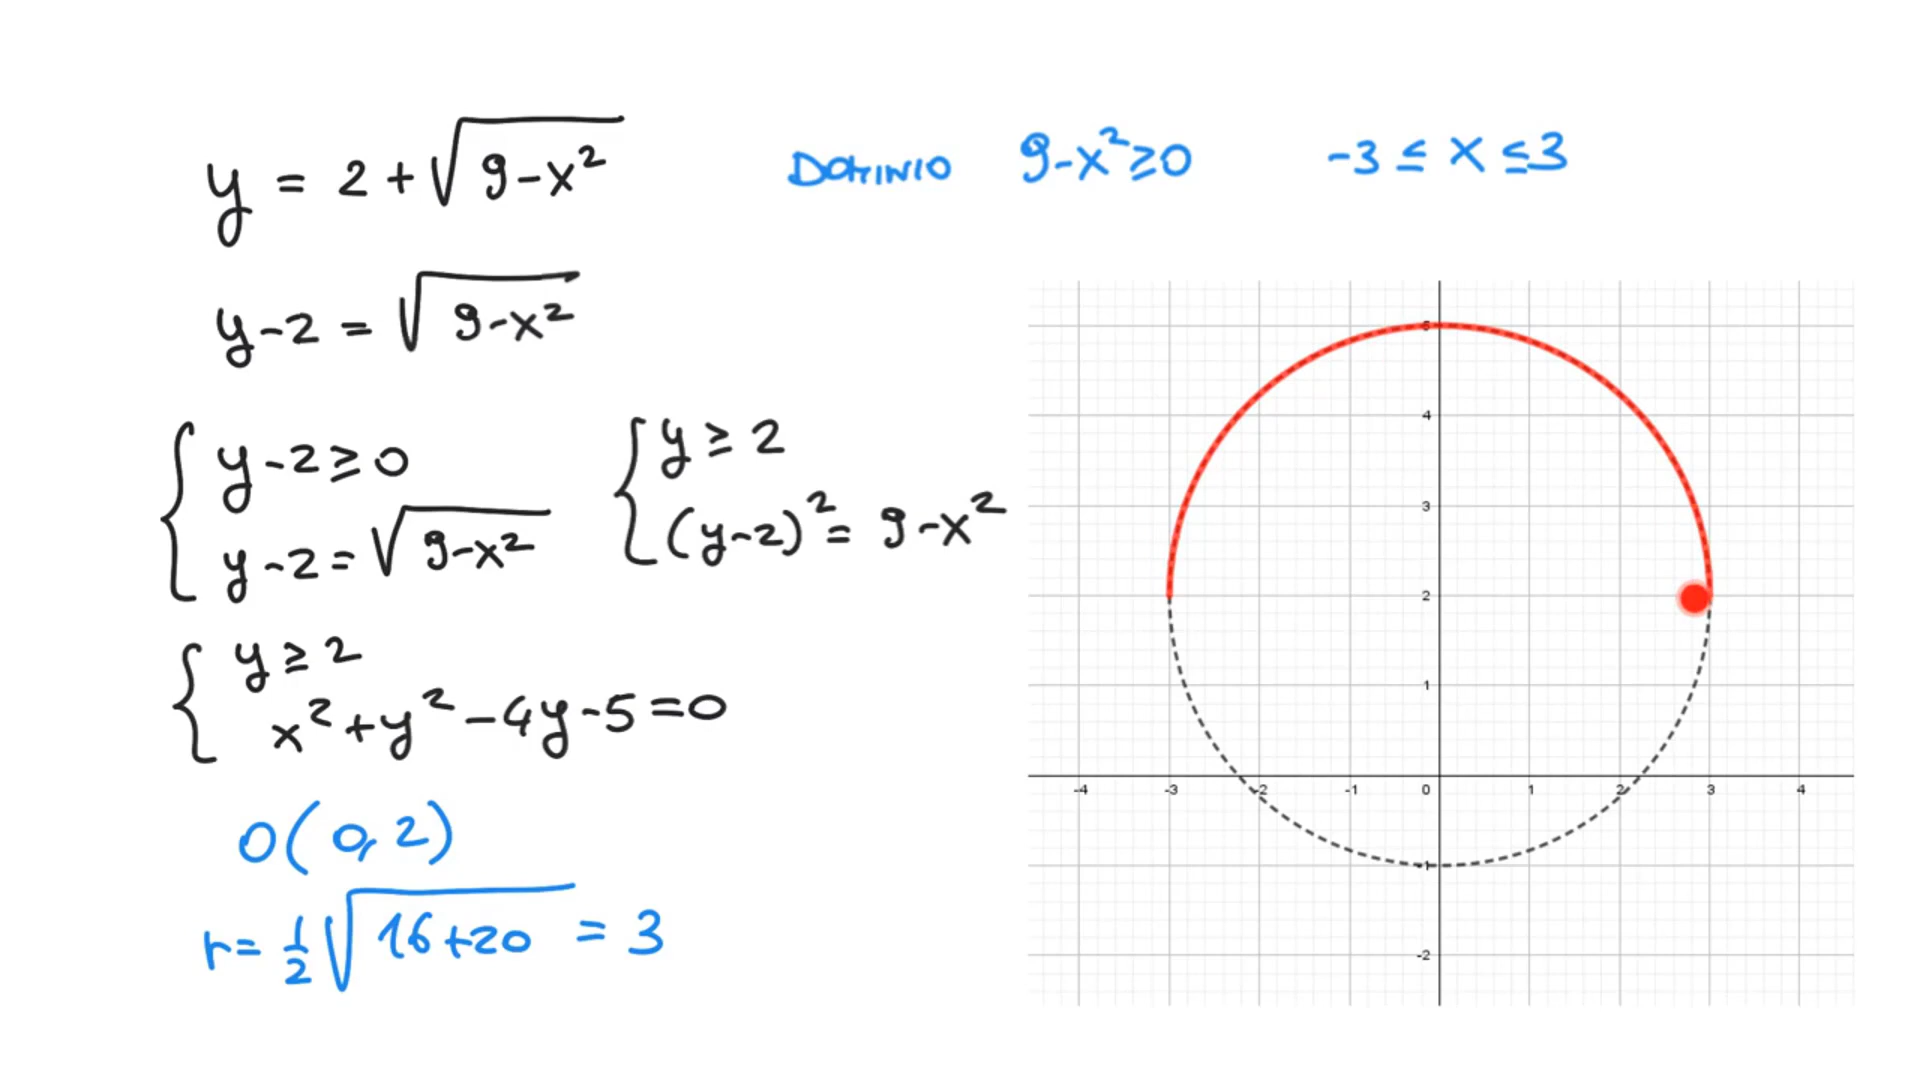 y = 2 + √(9-x²)
DOMINIO 9-x²≥0 -3 ≤ x ≤3
y-2 = √(9-x²)
{ y-2≥0
y-2 = √(9-x²)
{ y ≥ 2
(y-2)² = 9-x²
{ y ≥ 2
x²+y²-4y-5=0
O(0,2)
r= 1/2 √(16+20) = 3
5
4
3
2
1
-4 -3 -2 -1 0 1 2 3 4
-1
-2